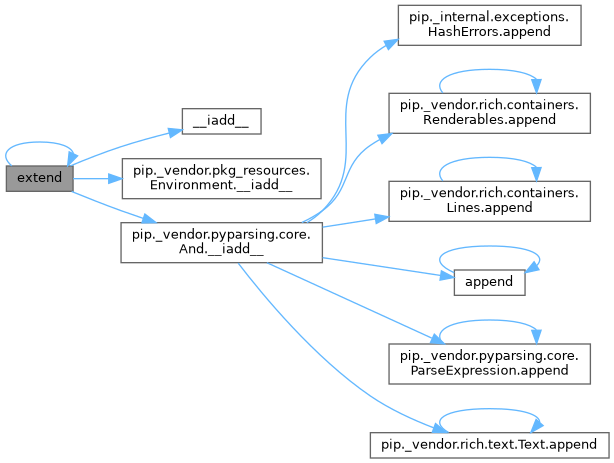 pip._internal.exceptions.
HashErrors.append
pip._vendor.rich.containers.
Renderables.append
__iadd__
extend
pip._vendor.pkg_resources.
Environment.__iadd__
pip._vendor.rich.containers.
Lines.append
pip._vendor.pyparsing.core.
And.__iadd__
append
pip._vendor.pyparsing.core.
ParseExpression.append
pip._vendor.rich.text.Text.append